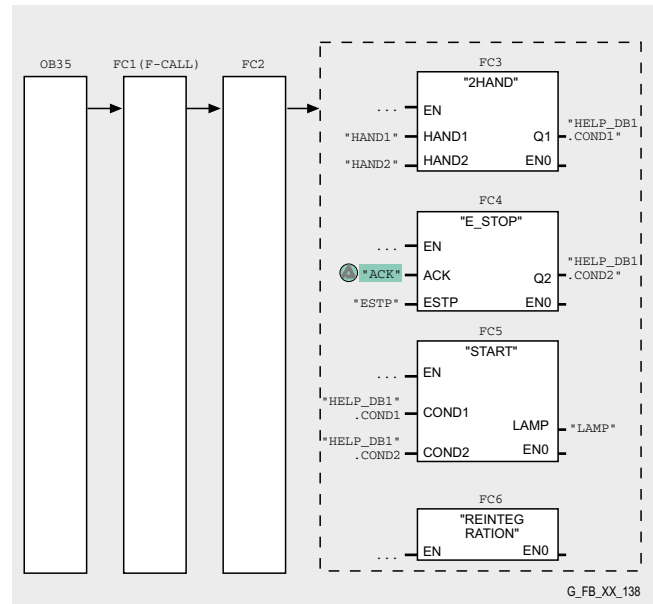 OB35
FC1(F-CALL)
FC2
FC3
"2HAND"
... EN
"HAND1" HAND1
Q1
"HELP_DB1
.COND1"
"HAND2" HAND2
EN0
FC4
"E_STOP"
... EN
"ACK" ACK
Q2
"HELP_DB1
.COND2"
"ESTP" ESTP
EN0
FC5
"START"
... EN
"HELP_DB1"
.COND1
COND1
LAMP "LAMP"
"HELP_DB1"
.COND2
COND2
EN0
FC6
"REINTEG
RATION"
... EN
EN0
G_FB_XX_138